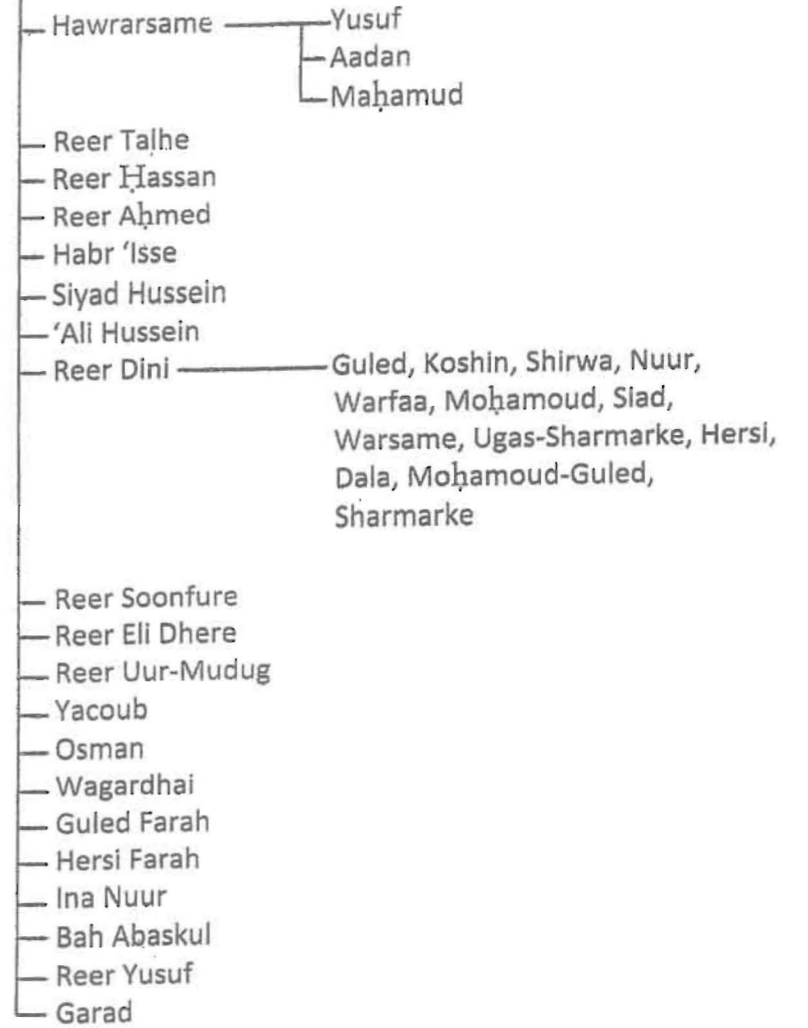 Hawrarsame Yusuf
Aadan
Maḥamud
Reer Talḥe
Reer Ḥassan
Reer Aḥmed
Habr ‘Isse
Siyad Hussein
‘Ali Hussein
Reer Dini Guled, Koshin, Shirwa, Nuur,
Warfaa, Moḥamoud, Siad,
Warsame, Ugas-Sharmarke, Hersi,
Dala, Moḥamoud-Guled,
Sharmarke
Reer Soonfure
Reer Eli Dhere
Reer Uur-Mudug
Yacoub
Osman
Wagardhai
Guled Farah
Hersi Farah
Ina Nuur
Bah Abaskul
Reer Yusuf
Garad